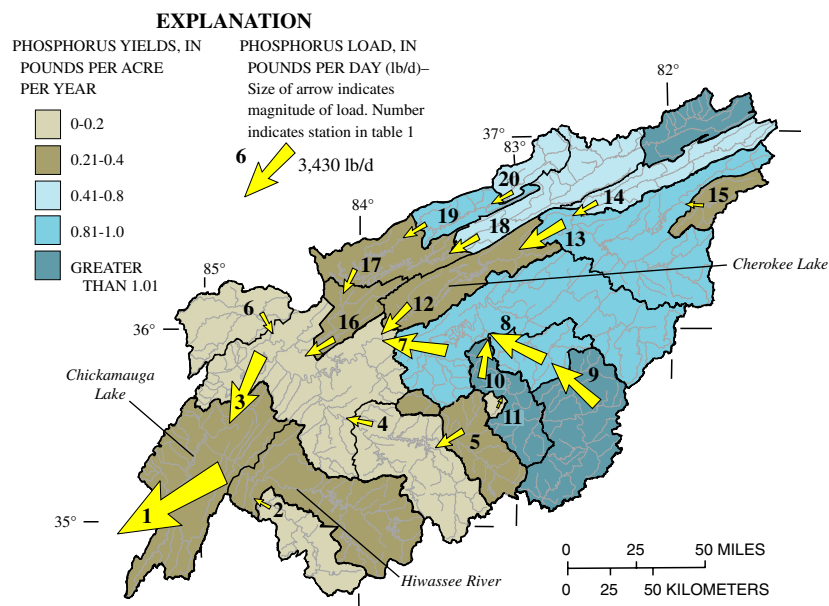 EXPLANATION
PHOSPHORUS YIELDS, IN
POUNDS PER ACRE
PER YEAR
0-0.2
0.21-0.4
0.41-0.8
0.81-1.0
GREATER
THAN 1.01
PHOSPHORUS LOAD, IN
POUNDS PER DAY (lb/d)–
Size of arrow indicates
magnitude of load. Number
indicates station in table 1
6
3,430 lb/d
82°
37°
83°
84°
85°
36°
35°
20
14
15
19
18
13
17
Cherokee Lake
6
12
16
8
7
9
Chickamauga
Lake
3
10
11
4
5
1
2
Hiwassee River
0 25 50 MILES
0 25 50 KILOMETERS